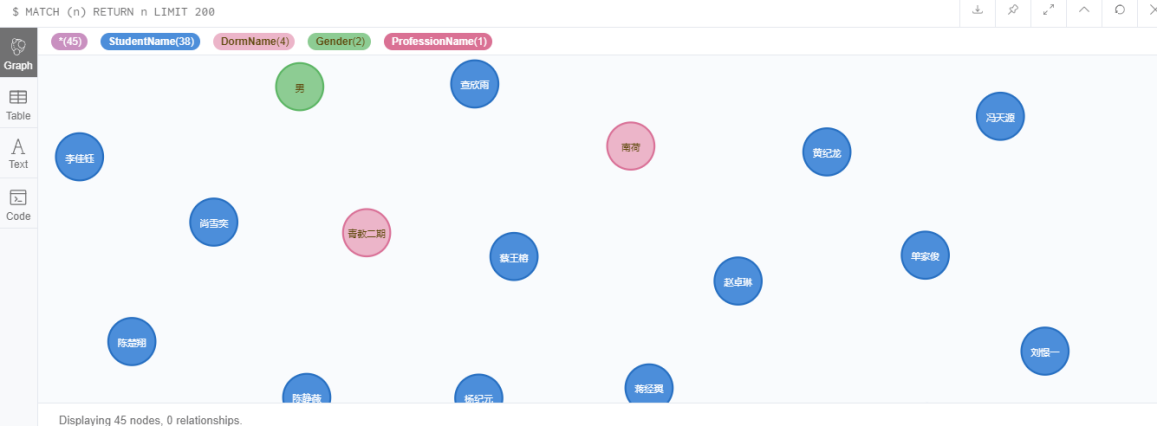 $ MATCH (n) RETURN n LIMIT 200
*(45) StudentName(38) DormName(4) Gender(2) ProfessionName(1)
Graph
Table
Text
Code
男
查欣雨
冯天源
南荷
黄纪龙
李佳钰
肖雪奕
青教二期
蔡王椿
单家俊
赵卓琳
陈楚翔
刘憬一
蒋经翼
陈静薇
杨纪元
Displaying 45 nodes, 0 relationships.